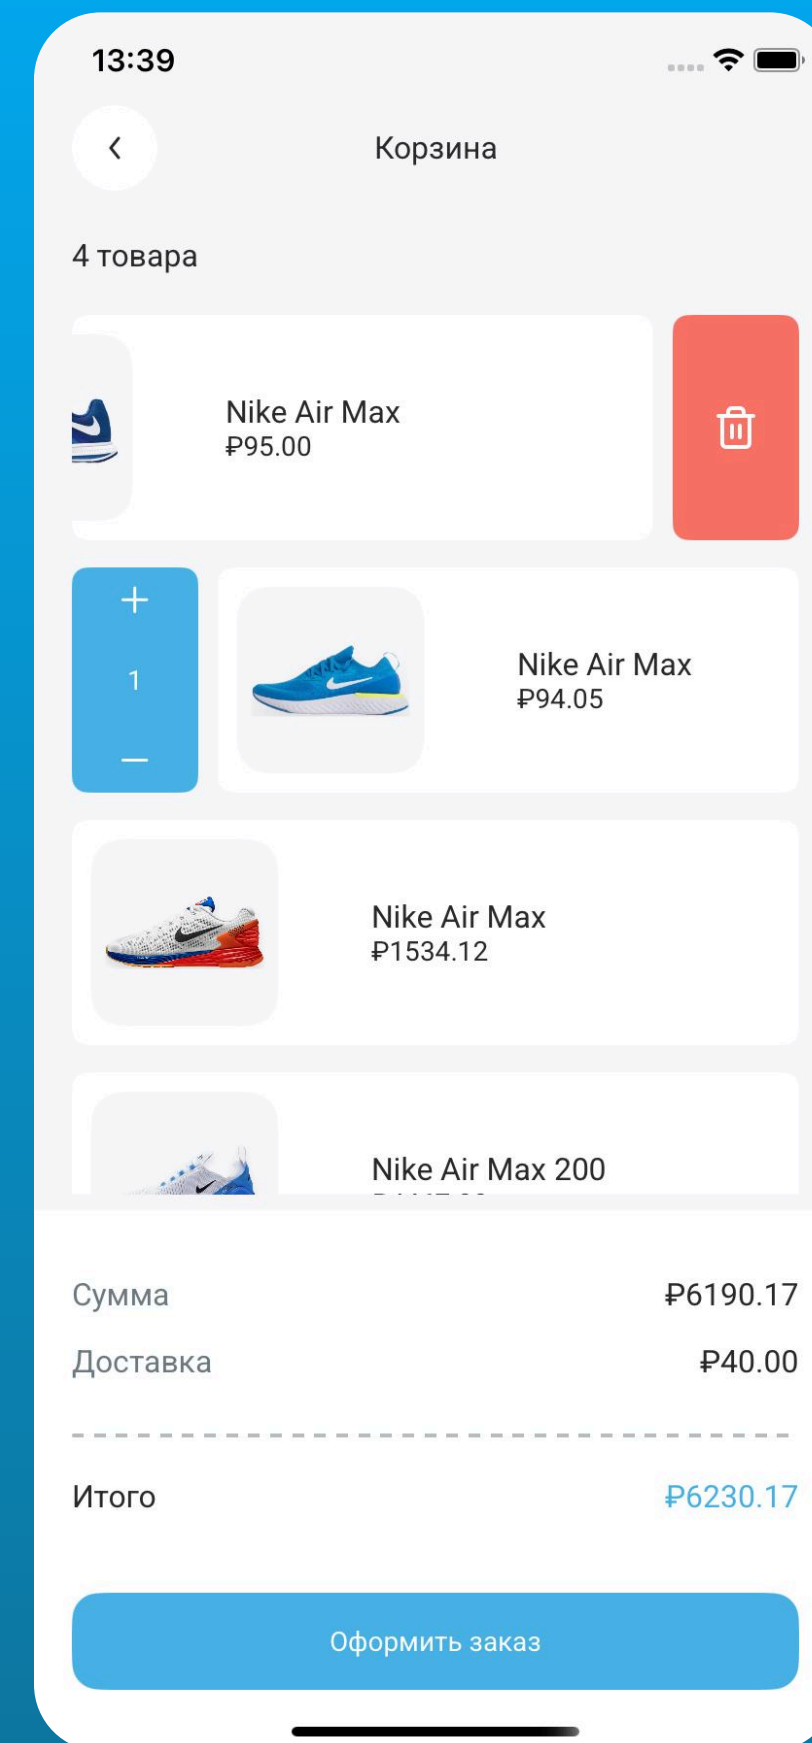 13:39
Корзина
4 товара
Nike Air Max
₽95.00
+
1
−
Nike Air Max
₽94.05
Nike Air Max
₽1534.12
Nike Air Max 200
Сумма
₽6190.17
Доставка
₽40.00
Итого
₽6230.17
Оформить заказ